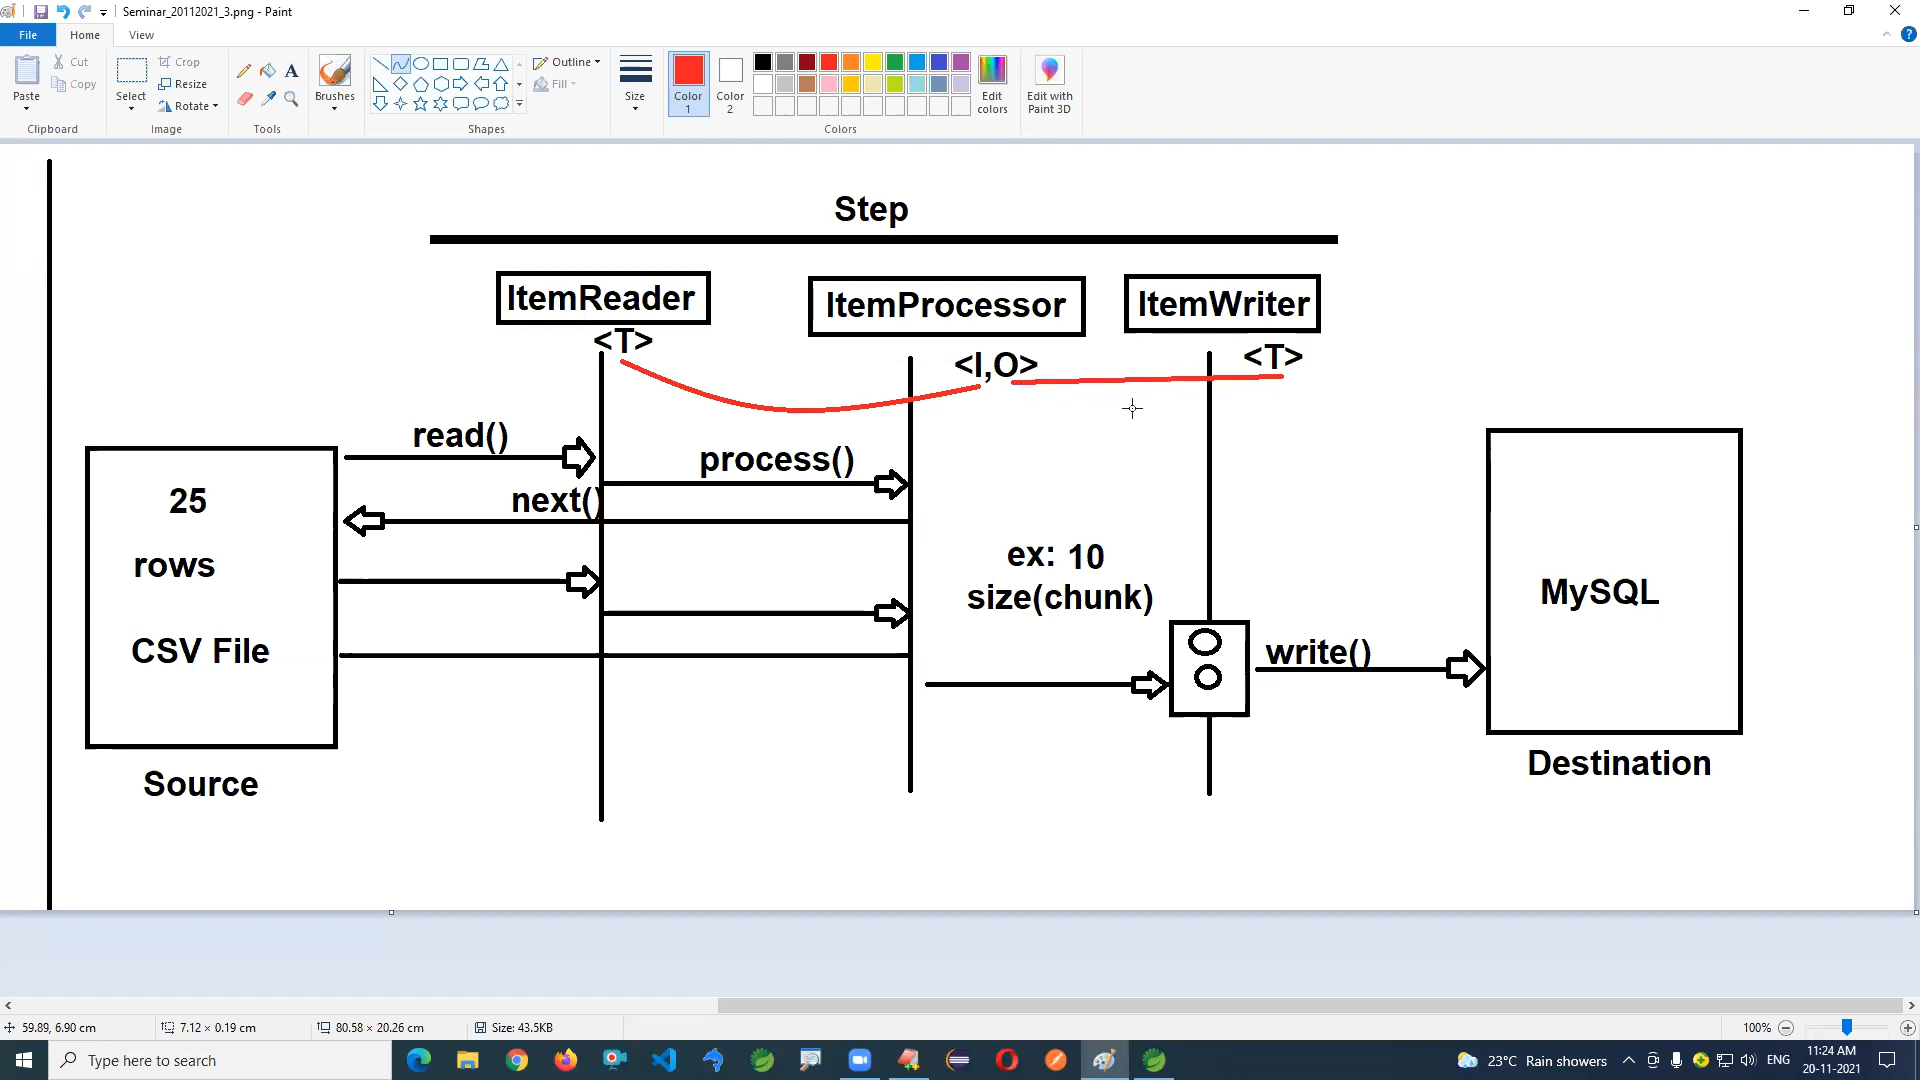 Seminar_20112021_3.png - Paint
File
Home
View
Paste
Cut
Copy
Clipboard
Select
Crop
Resize
Rotate
Image
A
Tools
Brushes
Shapes
Outline
Fill
Size
Color 1
Color 2
Edit colors
Colors
Edit with Paint 3D
?
Step
ItemReader
ItemProcessor
ItemWriter
<T>
<I,O>
<T>
read()
process()
next()
25
rows
CSV File
Source
ex: 10
size(chunk)
write()
MySQL
Destination
59.89, 6.90 cm
7.12 × 0.19 cm
80.58 × 20.26 cm
Size: 43.5KB
100%
Type here to search
23°C Rain showers
ENG
11:24 AM
20-11-2021